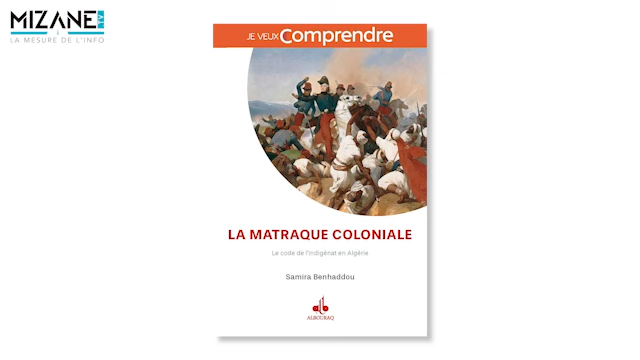 MIZANE.TV
LA MESURE DE L'INFO
JE VEUX Comprendre
LA MATRAQUE COLONIALE
Le code de l'indigénat en Algérie
Samira Benhaddou
ALBOURAQ